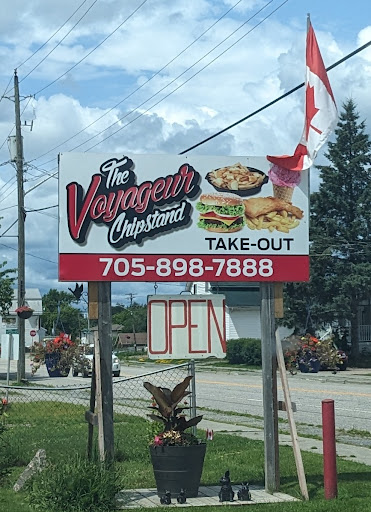 The
Voyageur
Chipstand
TAKE-OUT
705-898-7888
OPEN